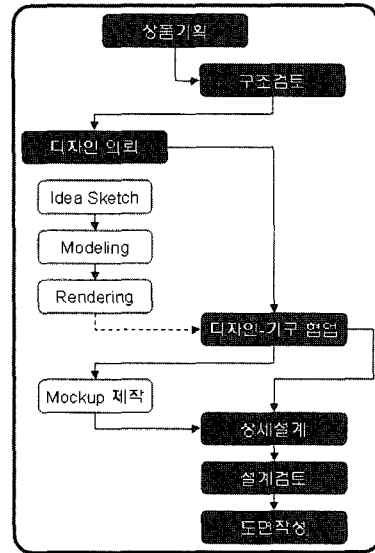 상품기획
구조검토
디자인 의뢰
Idea Sketch
Modeling
Rendering
디자인-기구 협업
Mockup 제작
상세설계
설계검토
도면작성